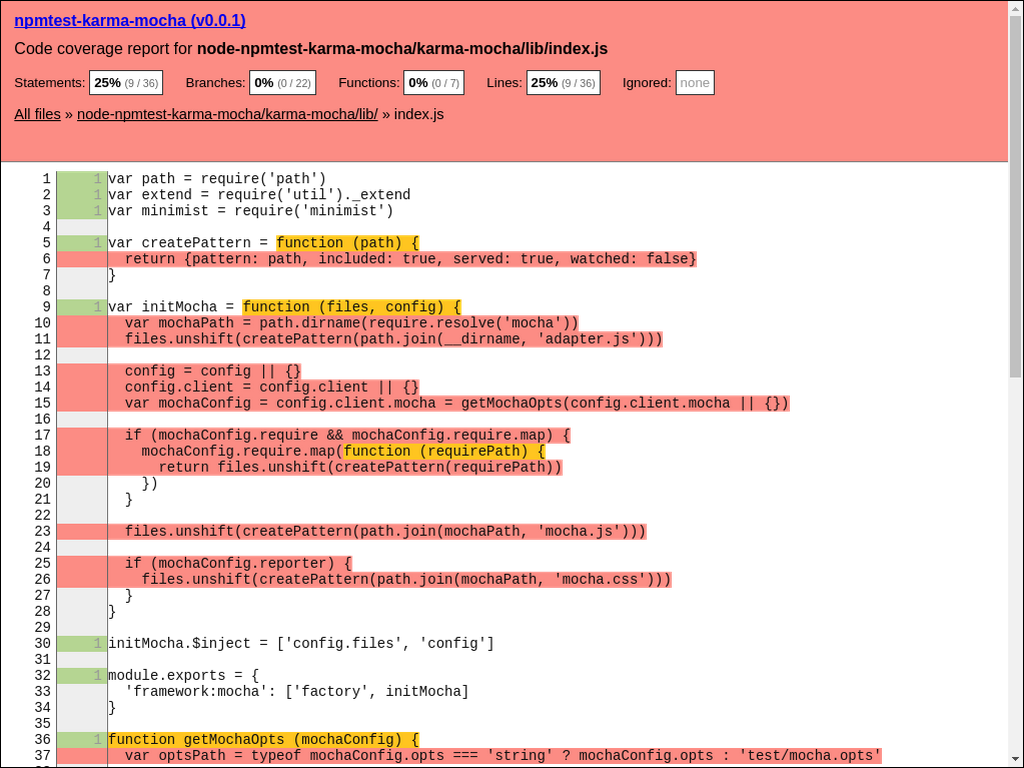 npmtest-karma-mocha (v0.0.1)
Code coverage report for node-npmtest-karma-mocha/karma-mocha/lib/index.js
Statements: 25% (9 / 36) Branches: 0% (0 / 22) Functions: 0% (0 / 7) Lines: 25% (9 / 36) Ignored: none
All files » node-npmtest-karma-mocha/karma-mocha/lib/ » index.js
1 1 var path = require('path')
2 1 var extend = require('util')._extend
3 1 var minimist = require('minimist')
4
5 1 var createPattern = function (path) {
6   return {pattern: path, included: true, served: true, watched: false}
7 }
8
9 1 var initMocha = function (files, config) {
10   var mochaPath = path.dirname(require.resolve('mocha'))
11   files.unshift(createPattern(path.join(__dirname, 'adapter.js')))
12
13   config = config || {}
14   config.client = config.client || {}
15   var mochaConfig = config.client.mocha = getMochaOpts(config.client.mocha || {})
16
17   if (mochaConfig.require && mochaConfig.require.map) {
18     mochaConfig.require.map(function (requirePath) {
19       return files.unshift(createPattern(requirePath))
20     })
21   }
22
23   files.unshift(createPattern(path.join(mochaPath, 'mocha.js')))
24
25   if (mochaConfig.reporter) {
26     files.unshift(createPattern(path.join(mochaPath, 'mocha.css')))
27   }
28 }
29
30 1 initMocha.$inject = ['config.files', 'config']
31
32 1 module.exports = {
33   'framework:mocha': ['factory', initMocha]
34 }
35
36 1 function getMochaOpts (mochaConfig) {
37   var optsPath = typeof mochaConfig.opts === 'string' ? mochaConfig.opts : 'test/mocha.opts'